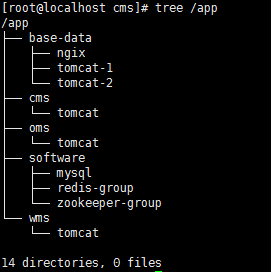 [root@localhost cms]# tree /app
/app
├── base-data
│   ├── ngix
│   ├── tomcat-1
│   └── tomcat-2
├── cms
│   └── tomcat
├── oms
│   └── tomcat
├── software
│   ├── mysql
│   ├── redis-group
│   └── zookeeper-group
└── wms
    └── tomcat

14 directories, 0 files